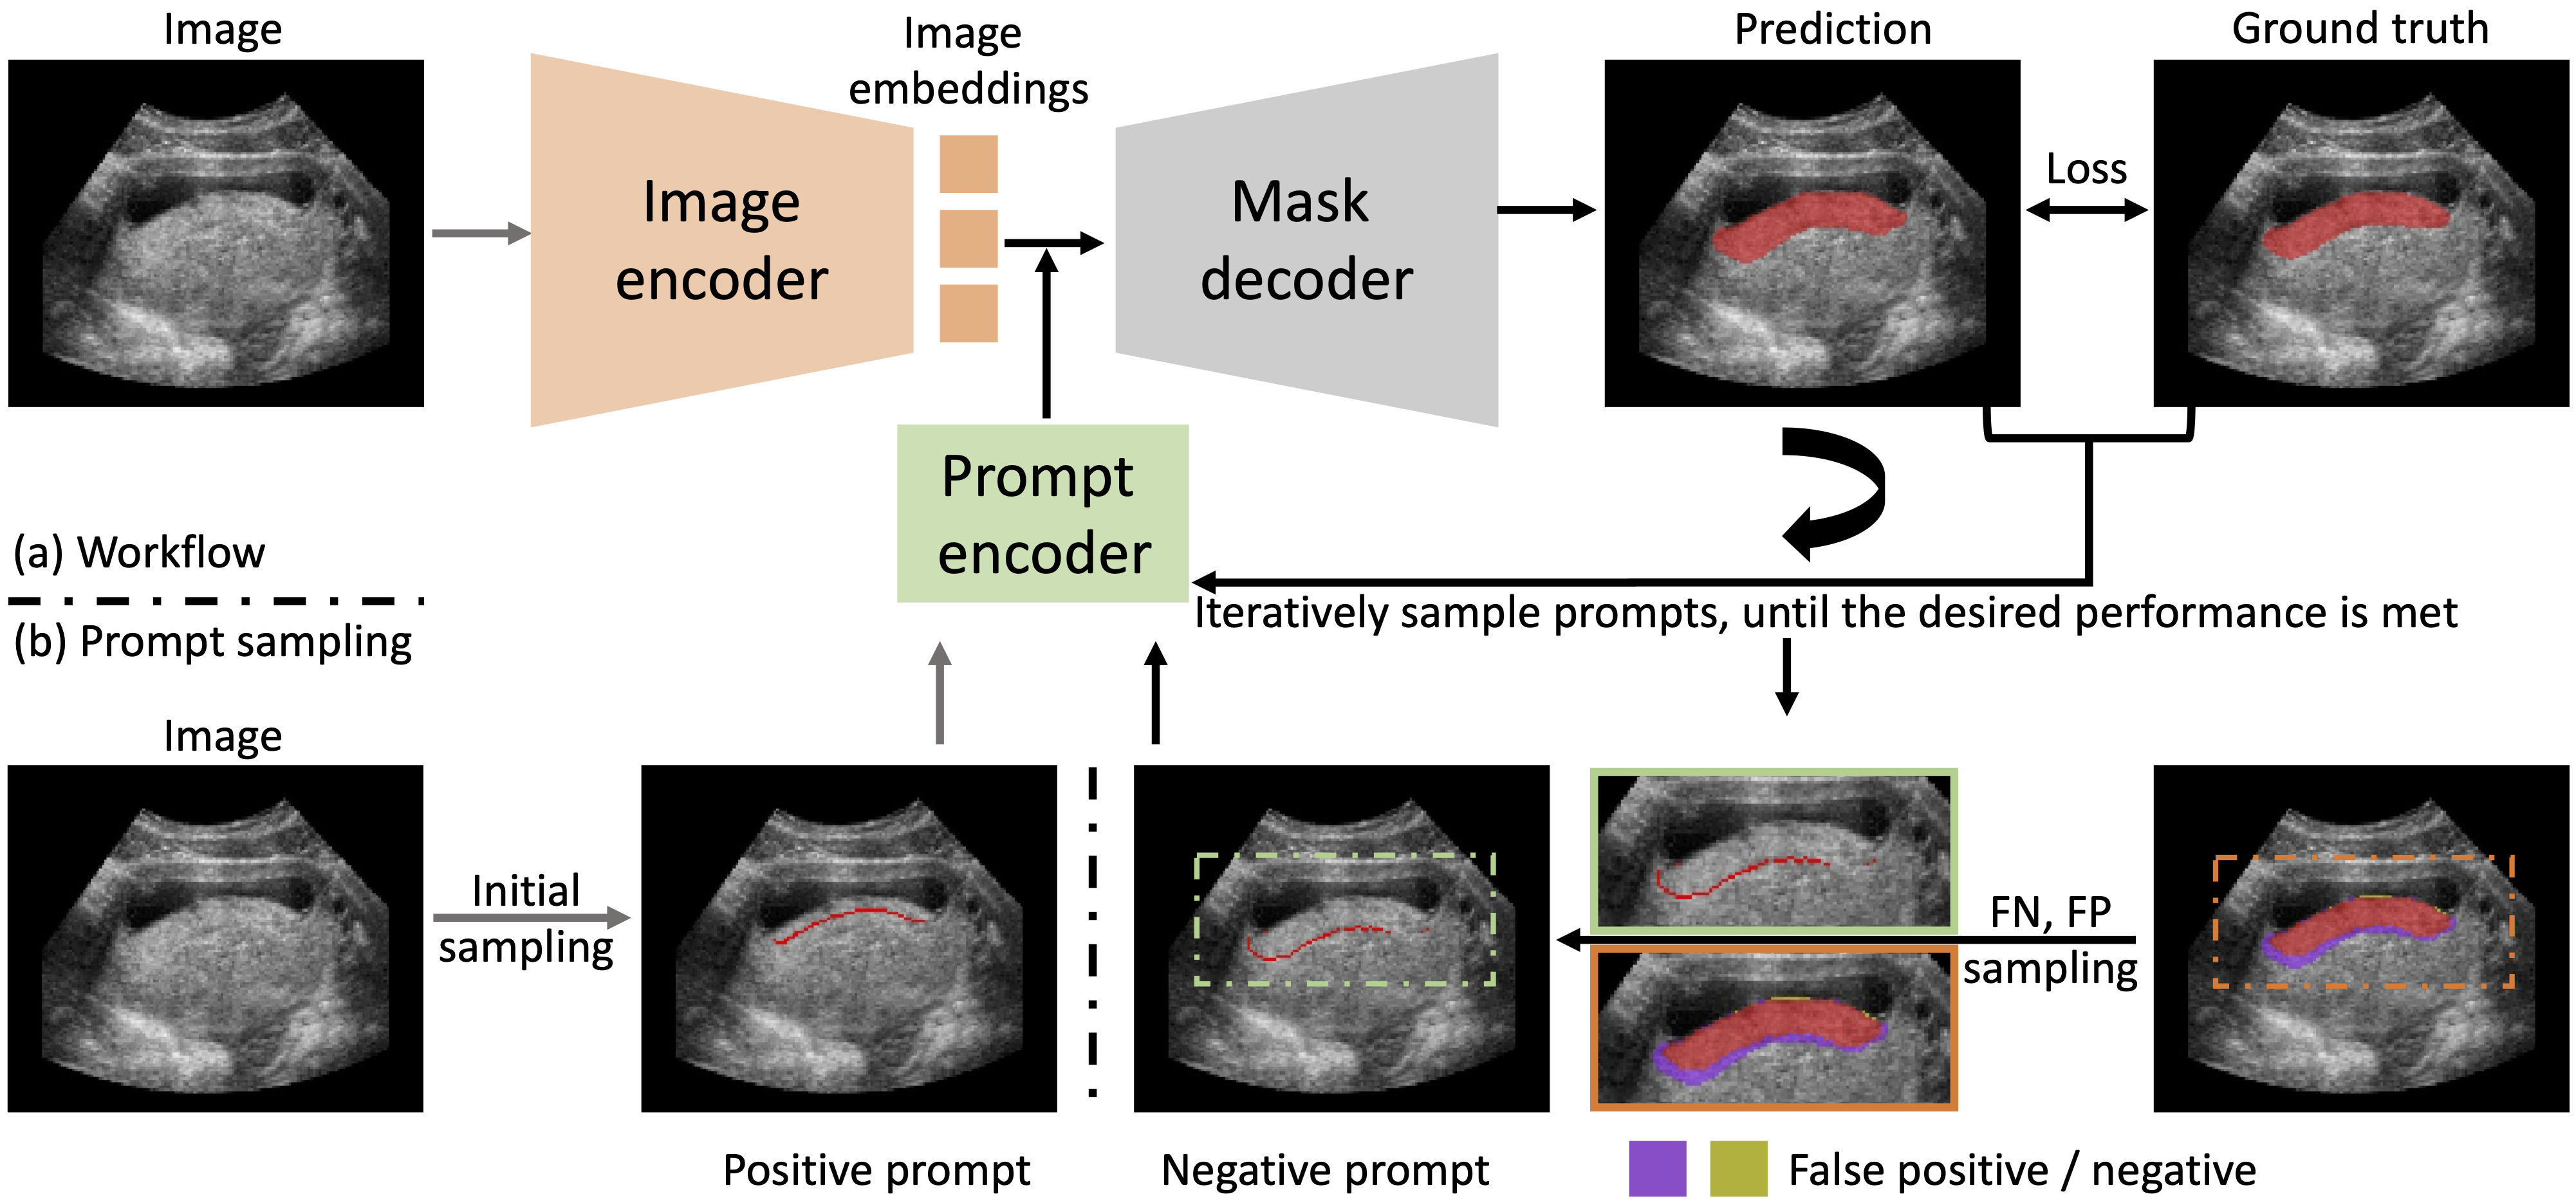 Image
Image
embeddings
Prediction
Ground truth
Image
encoder
Mask
decoder
Loss
Prompt
encoder
(a) Workflow
(b) Prompt sampling
Iteratively sample prompts, until the desired performance is met
Image
Initial
sampling
FN, FP
sampling
Positive prompt
Negative prompt
False positive / negative